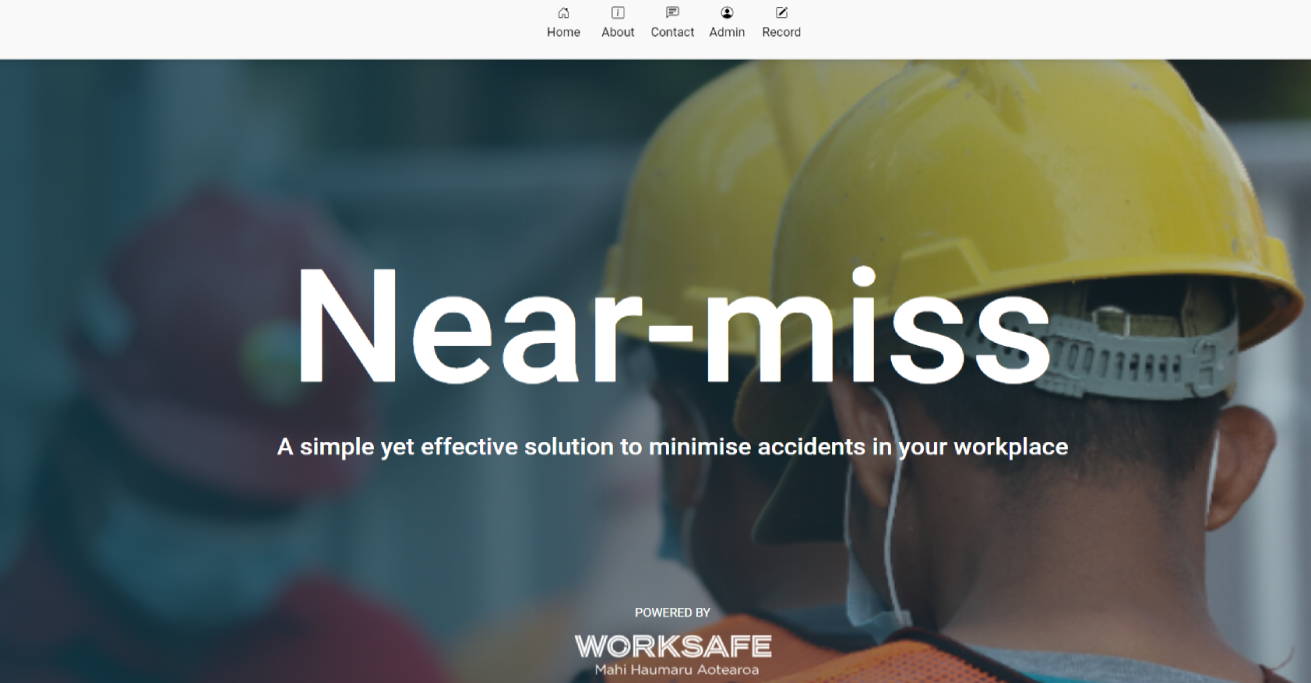 Home About Contact Admin Record
Near-miss
A simple yet effective solution to minimise accidents in your workplace
POWERED BY
WORKSAFE
Mahi Haumaru Aotearoa